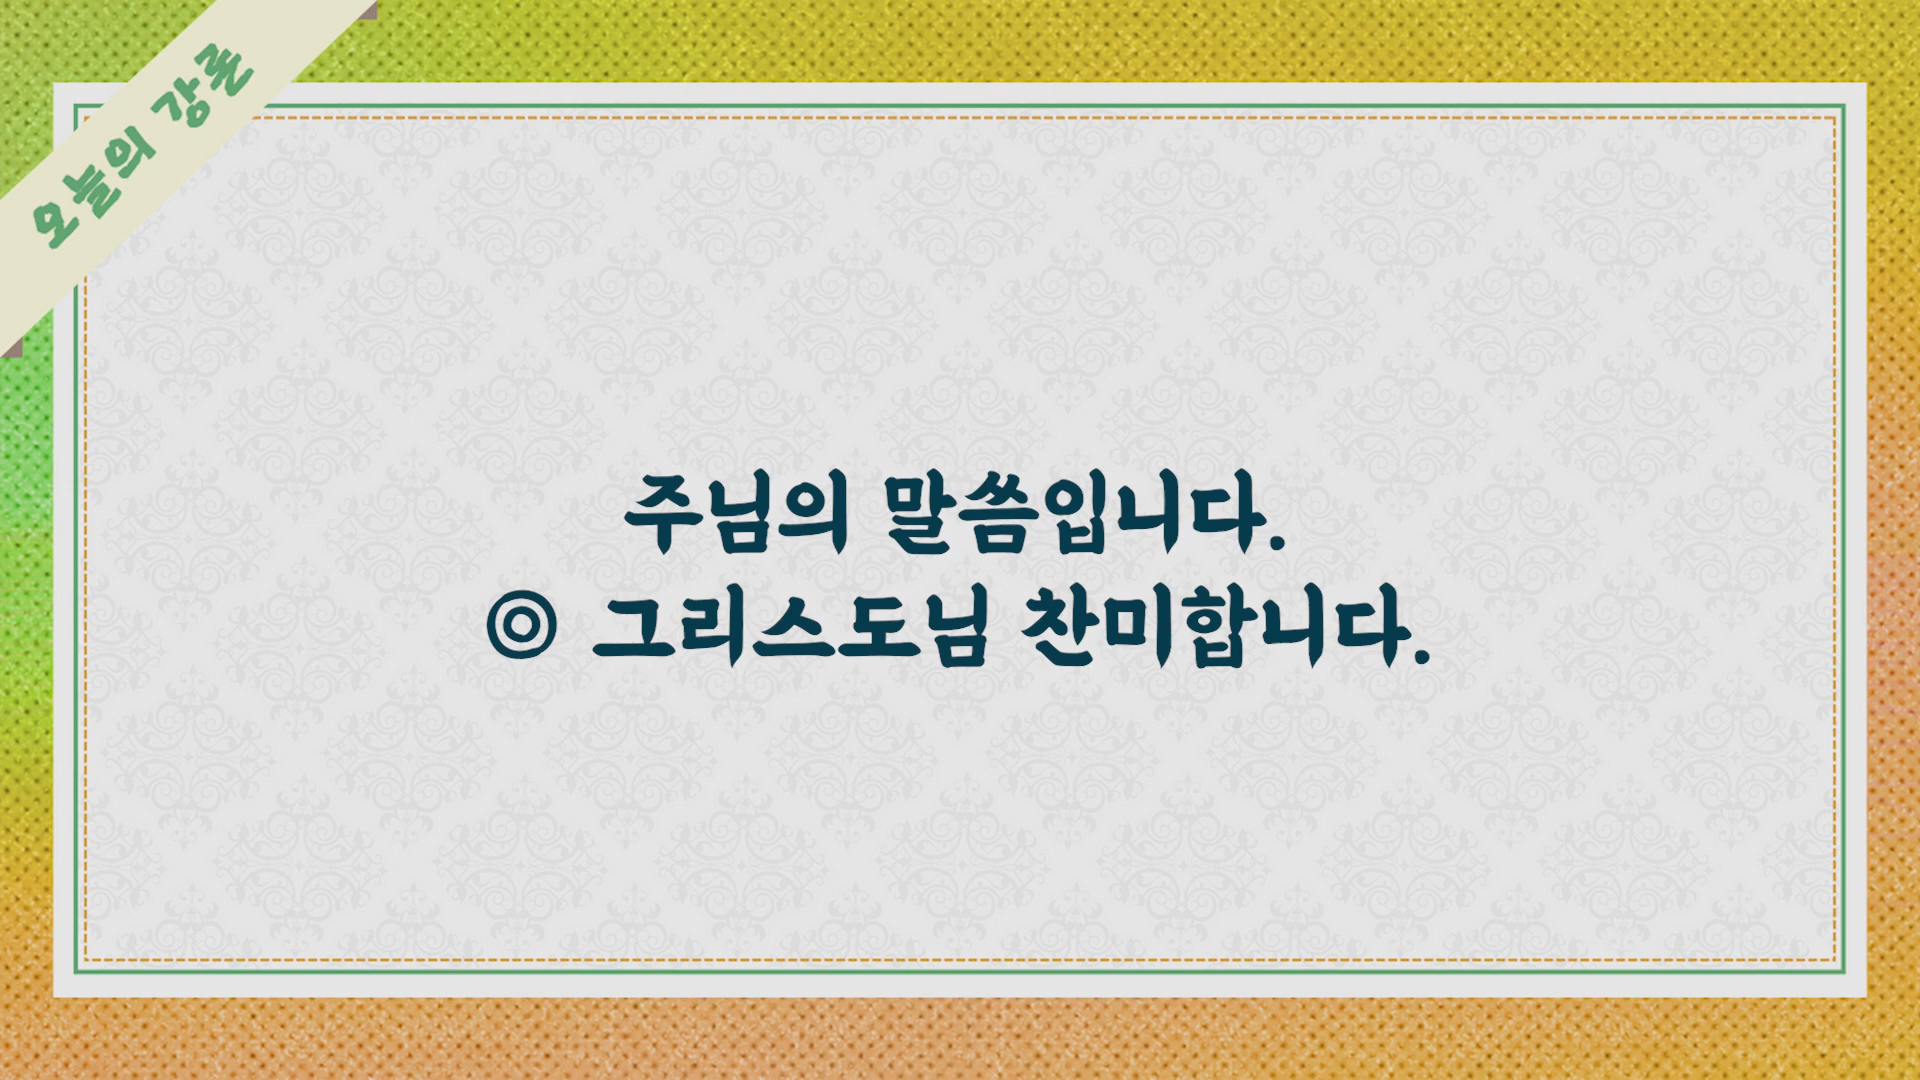 오늘의 강론
주님의 말씀입니다.
◎ 그리스도님 찬미합니다.